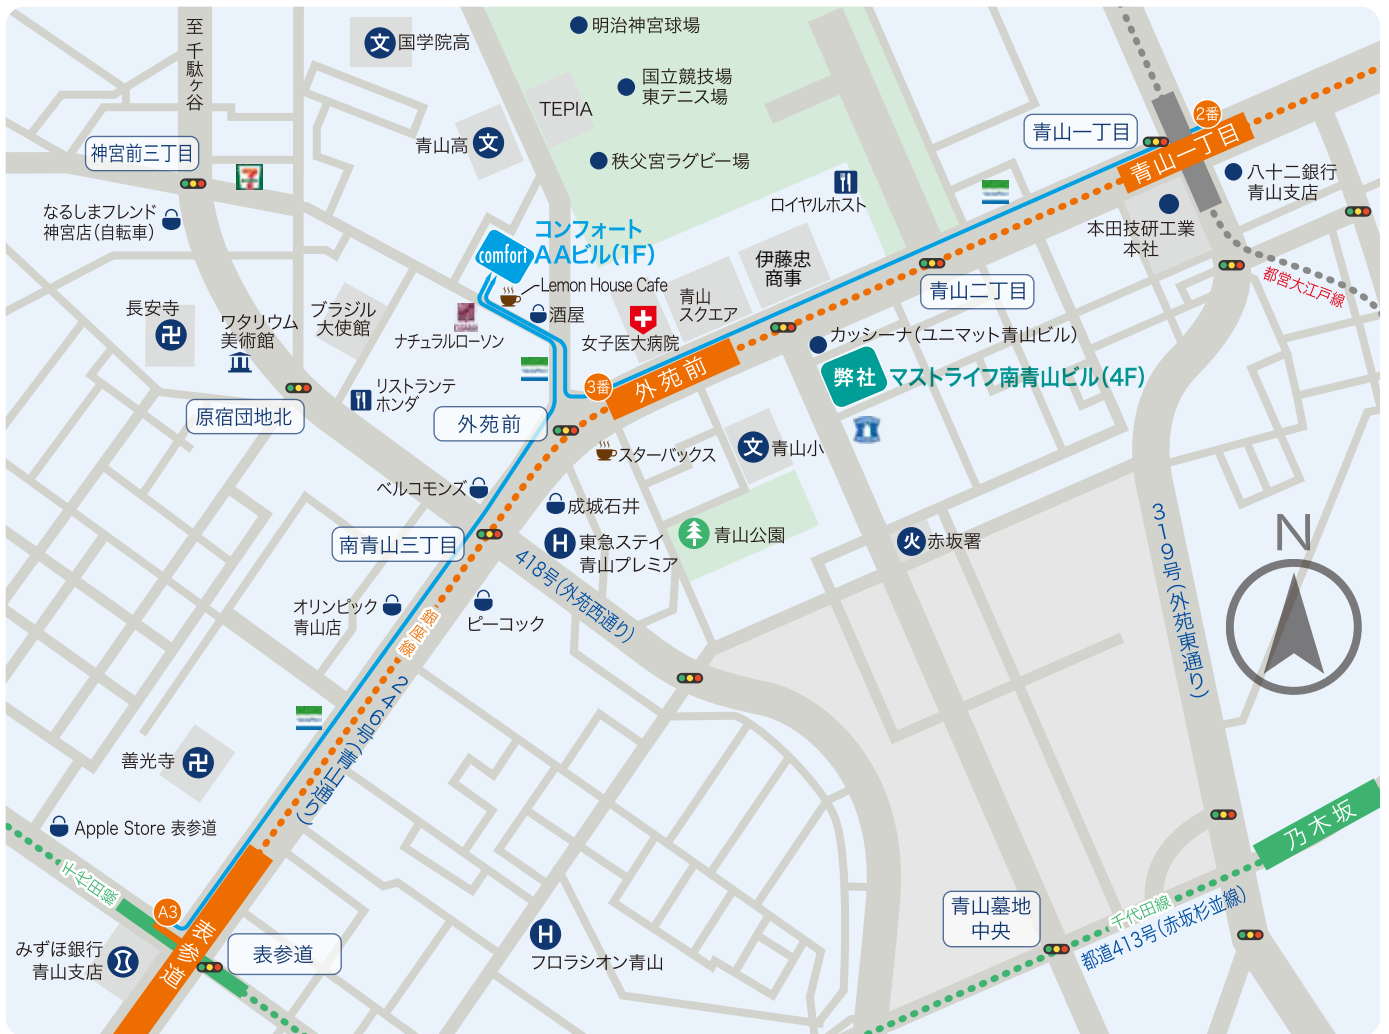 至千駄ヶ谷
国学院高
明治神宮球場
国立競技場
東テニス場
TEPIA
青山高
秩父宮ラグビー場
神宮前三丁目
なるしまフレンド
神宮店(自転車)
ロイヤルホスト
青山一丁目
2番
青山一丁目
八十二銀行
青山支店
本田技研工業
本社
都営大江戸線
comfort
コンフォート
AAビル(1F)
Lemon House Cafe
酒屋
伊藤忠
商事
青山
スクエア
女子医大病院
青山二丁目
カッシーナ(ユニマット青山ビル)
弊社
マストライフ南青山ビル(4F)
長安寺
ワタリウム
美術館
ブラジル
大使館
ナチュラルローソン
リストランテ
ホンダ
原宿団地北
外苑前
3番
外苑前
スターバックス
青山小
ベルコモンズ
成城石井
南青山三丁目
東急ステイ
青山プレミア
青山公園
赤坂署
418号(外苑西通り)
319号(外苑東通り)
N
オリンピック
青山店
ピーコック
銀座線
246号(青山通り)
善光寺
Apple Store 表参道
千代田線
A3
表参道
表参道
みずほ銀行
青山支店
フロラシオン青山
青山墓地
中央
千代田線
都道413号(赤坂杉並線)
乃木坂
文
文
文
火
H
H
7